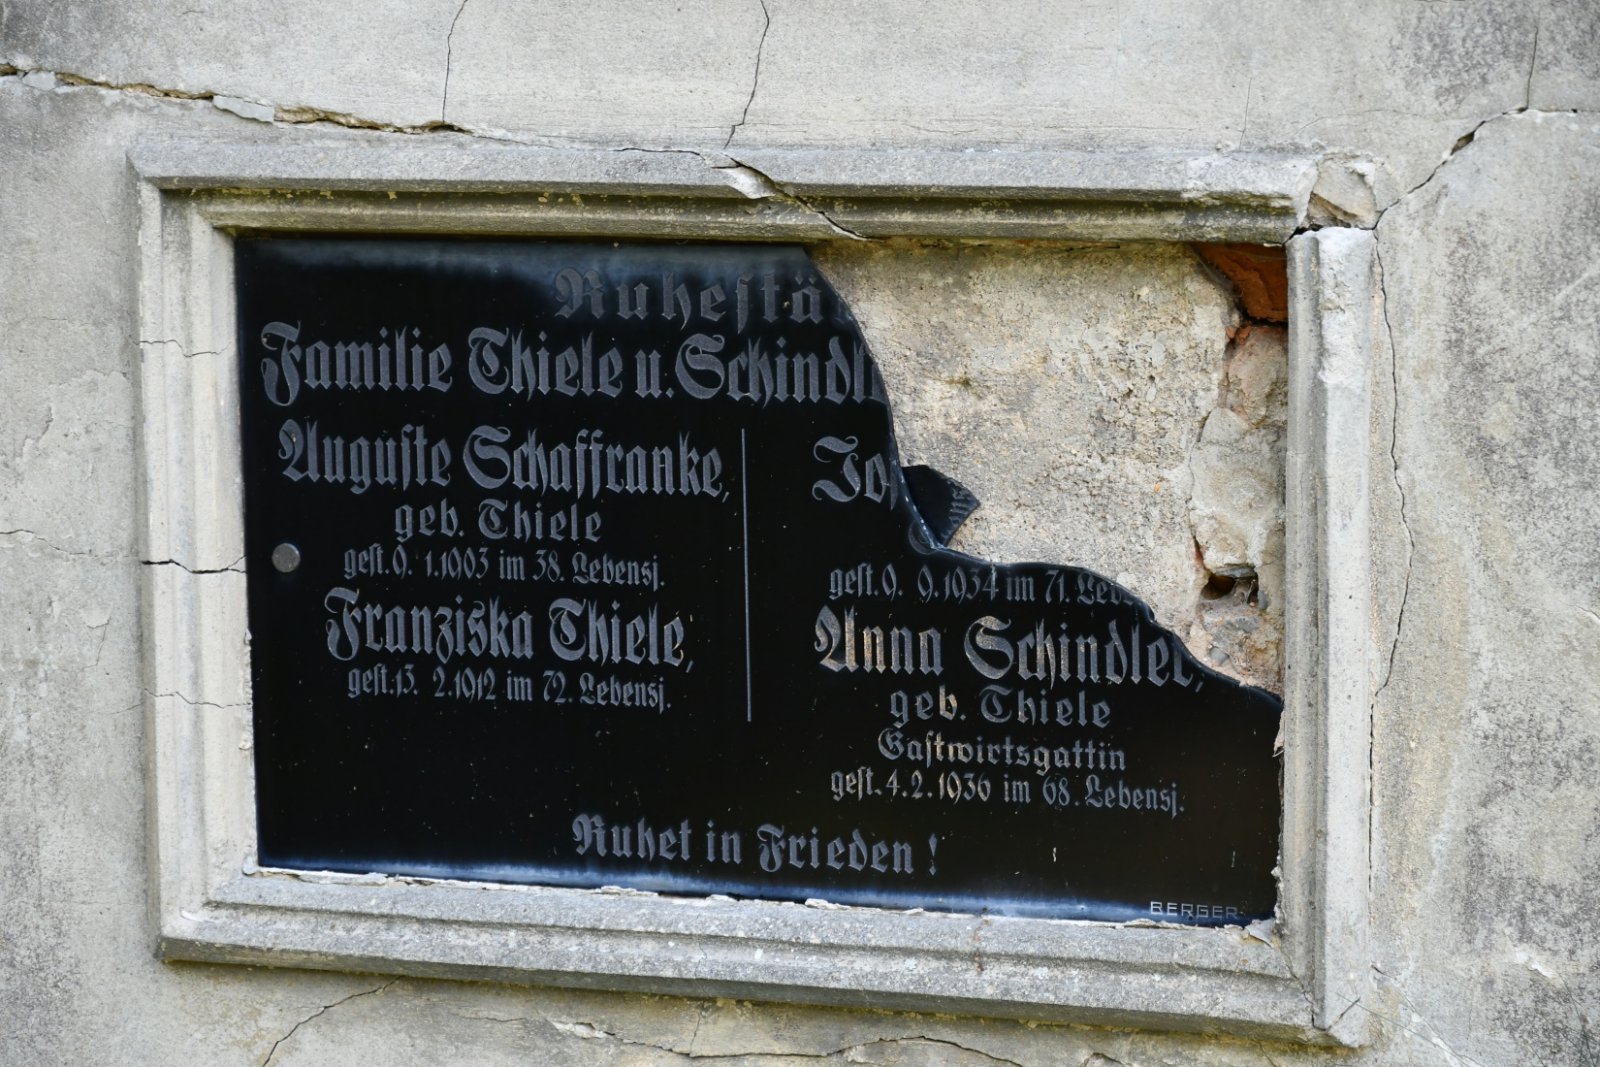 Ruhestä
Familie Thiele u. Schindl
Auguste Schaffranke,
geb. Thiele
gest. 9. 1.1903 im 38. Lebensj.
Franziska Thiele,
gest. 13. 2.1912 im 72. Lebensj.
Jo
gest. 9. 9.1934 im 71. Leb
Anna Schindler,
geb. Thiele
Gastwirtsgattin
gest. 4.2.1936 im 68. Lebensj.
Ruhet in Frieden!
BERGER